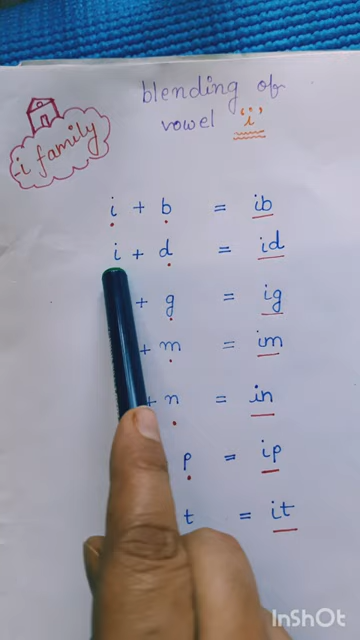 blending of
vowel 'i'
-i family
i + b = ib
i + d = id
+ g = ig
+ m = im
+ n = in
p = ip
t = it
InShOt